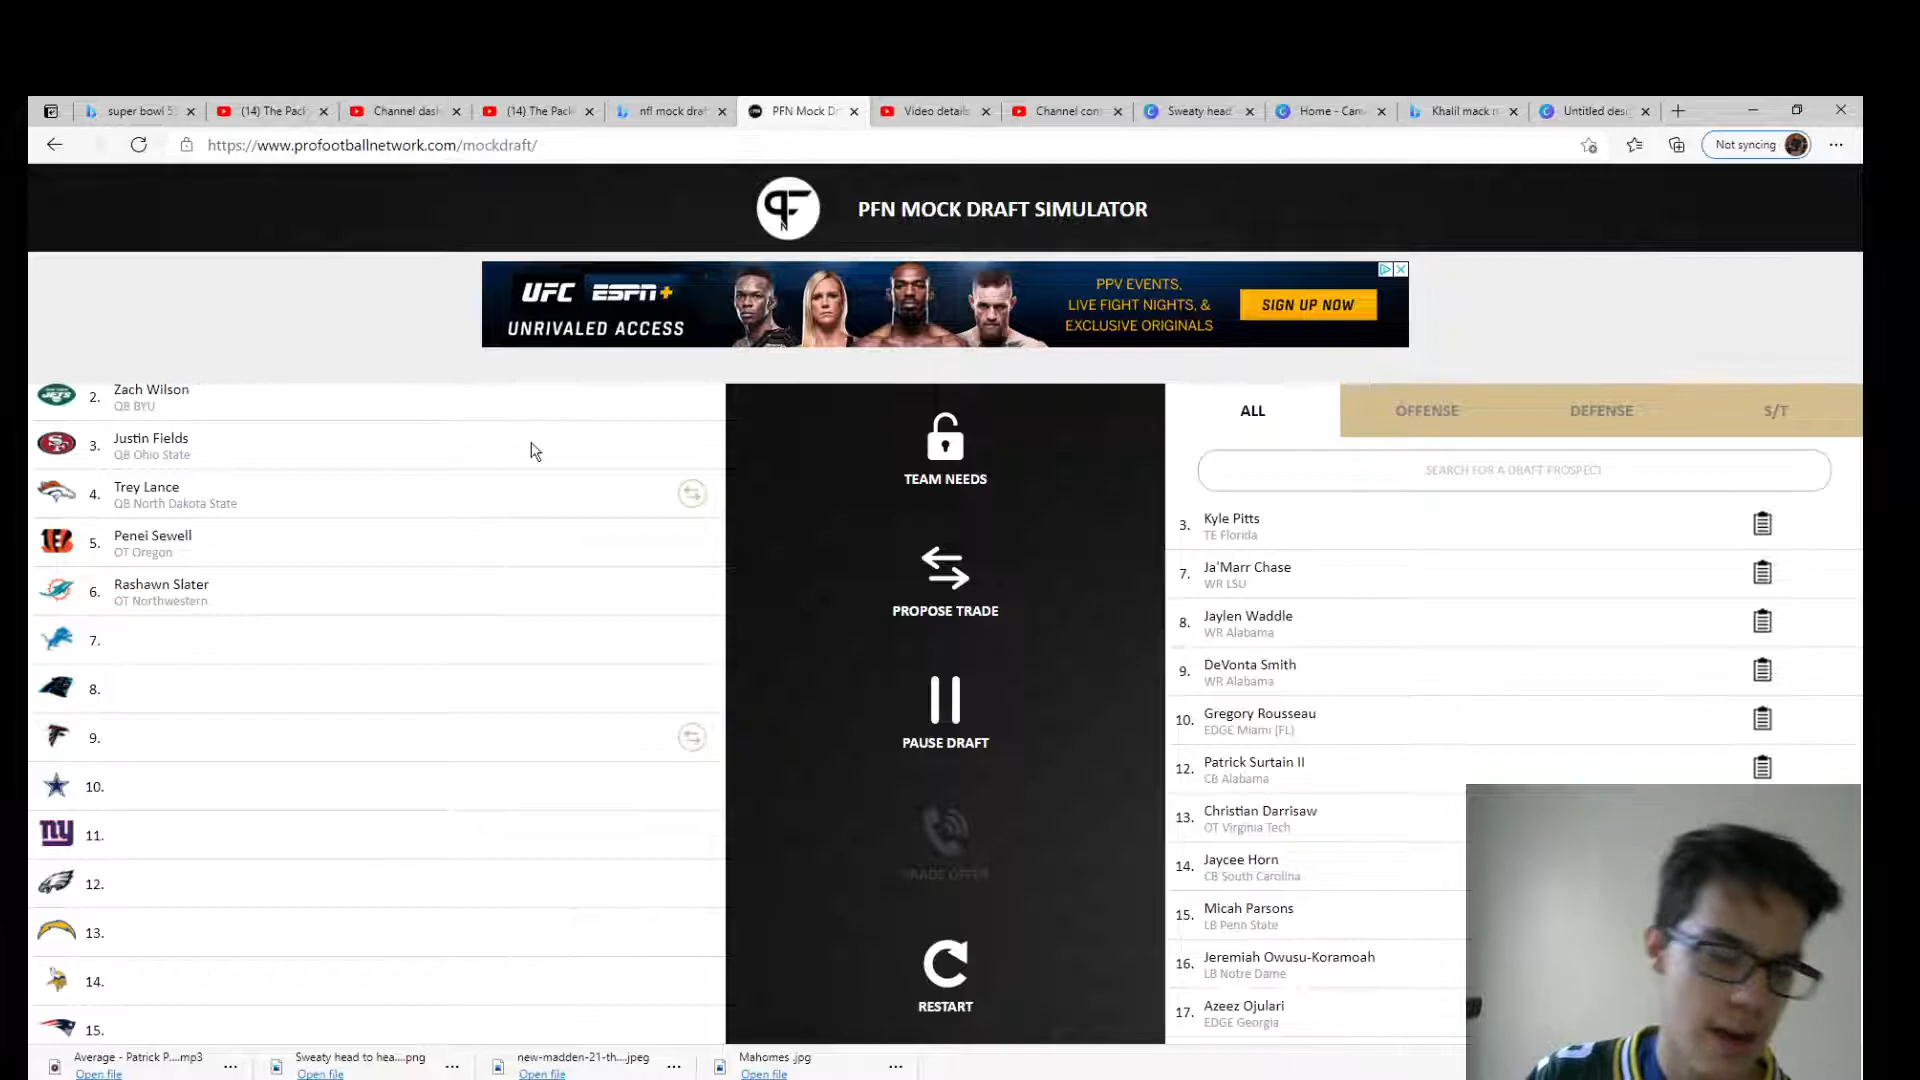 super bowl 5
(14) The Pack
Channel dash
(14) The Pack
nfl mock draf
PFN Mock Dr
Video details
Channel con
Sweaty head
Home - Can
Khalil mack r
Untitled desi
https://www.profootballnetwork.com/mockdraft/
Not syncing
PFN
PFN MOCK DRAFT SIMULATOR
UFC ESPN+
UNRIVALED ACCESS
PPV EVENTS,
LIVE FIGHT NIGHTS, &
EXCLUSIVE ORIGINALS
SIGN UP NOW
JETS
2. Zach Wilson
QB BYU
SF
3. Justin Fields
QB Ohio State
4. Trey Lance
QB North Dakota State
5. Penei Sewell
OT Oregon
6. Rashawn Slater
OT Northwestern
7.
8.
9.
10.
ny
11.
12.
13.
14.
15.
TEAM NEEDS
PROPOSE TRADE
PAUSE DRAFT
TRADE OFFER
RESTART
ALL
OFFENSE
DEFENSE
S/T
SEARCH FOR A DRAFT PROSPECT
3. Kyle Pitts
TE Florida
7. Ja'Marr Chase
WR LSU
8. Jaylen Waddle
WR Alabama
9. DeVonta Smith
WR Alabama
10. Gregory Rousseau
EDGE Miami (FL)
12. Patrick Surtain II
CB Alabama
13. Christian Darrisaw
OT Virginia Tech
14. Jaycee Horn
CB South Carolina
15. Micah Parsons
LB Penn State
16. Jeremiah Owusu-Koramoah
LB Notre Dame
17. Azeez Ojulari
EDGE Georgia
Average - Patrick P....mp3
Open file
Sweaty head to hea....png
Open file
new-madden-21-th....jpeg
Open file
Mahomes .jpg
Open file